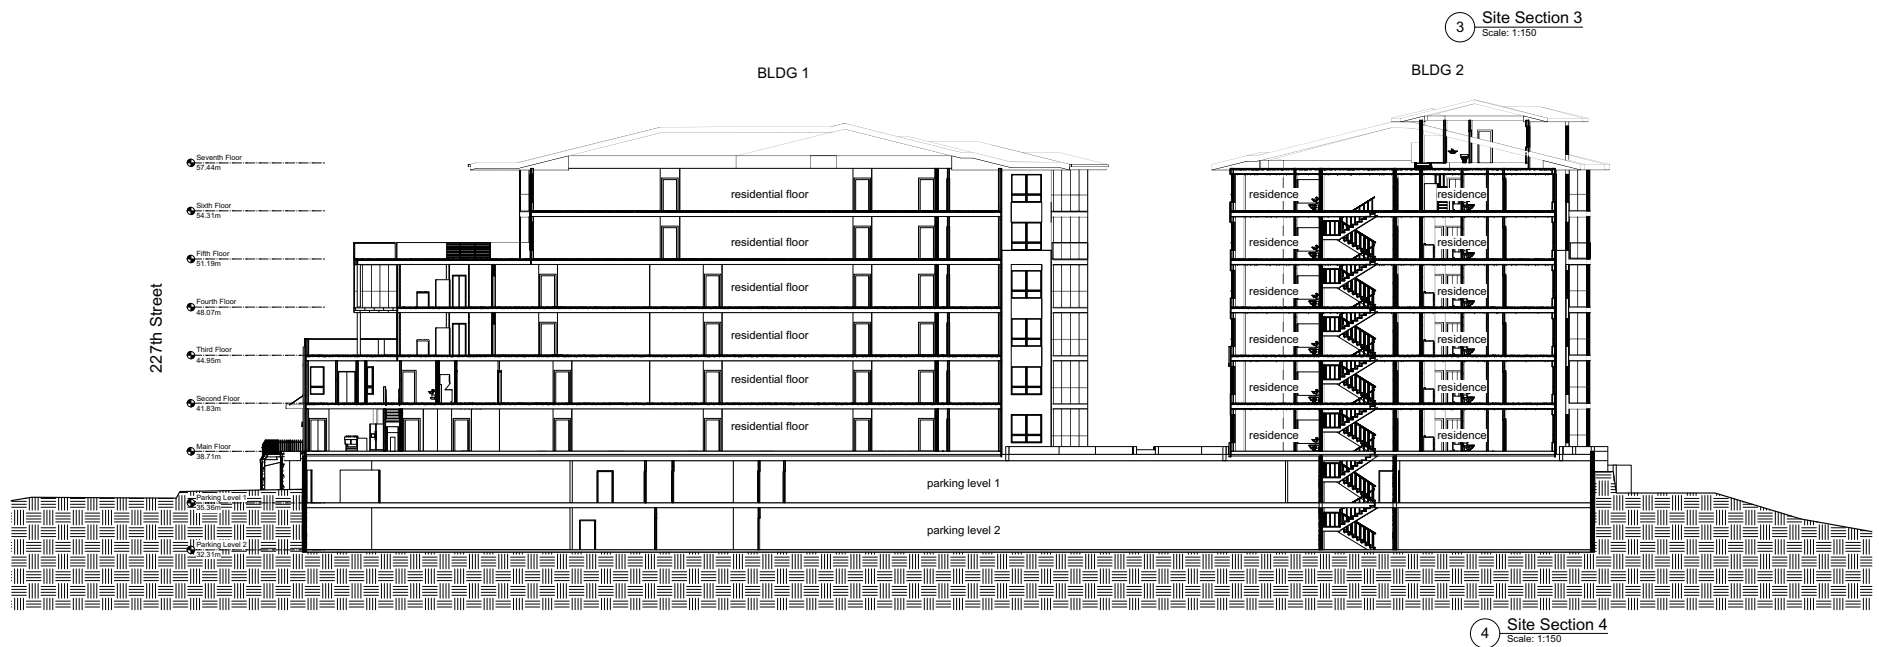 3
Site Section 3
Scale: 1:150
BLDG 1
BLDG 2
Seventh Floor
57.44m
residential floor
residence
residence
Sixth Floor
54.31m
residential floor
residence
residence
Fifth Floor
51.19m
residential floor
residence
residence
227th Street
Fourth Floor
48.07m
residential floor
residence
residence
Third Floor
44.95m
residential floor
residence
residence
Second Floor
41.83m
residential floor
residence
residence
Main Floor
38.71m
parking level 1
Parking Level 1
35.36m
parking level 2
Parking Level 2
32.31m
4
Site Section 4
Scale: 1:150